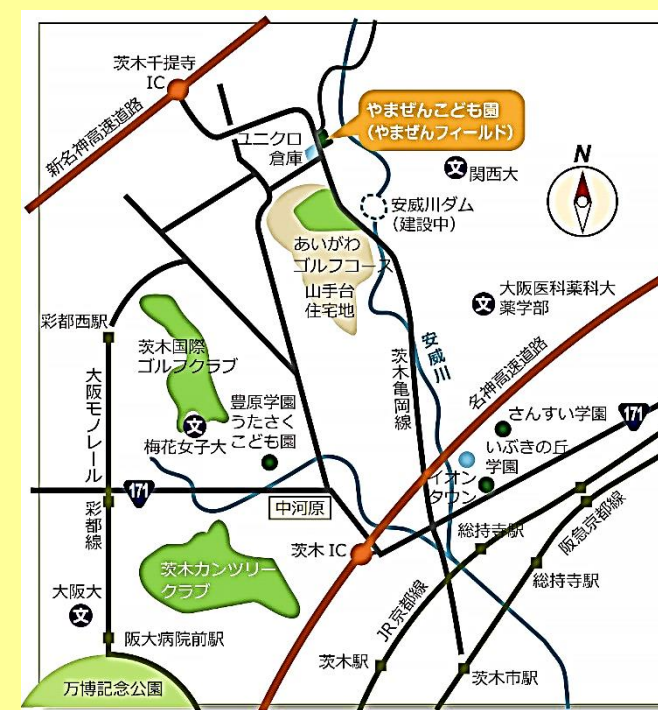 茨木千提寺
IC
新名神高速道路
ユニクロ
倉庫
やまぜんこども園
(やまぜんフィールド)
文
関西大
N
安威川ダム
(建設中)
あいがわ
ゴルフコース
山手台
住宅地
文
大阪医科薬科大
薬学部
彩都西駅
茨木国際
ゴルフクラブ
安威川
名神高速道路
茨木亀岡線
大阪モノレール
彩都線
豊原学園
うたさく
こども園
文
梅花女子大
さんすい学園
171
いぶきの丘
学園
イオン
タウン
171
中河原
総持寺駅
阪急京都線
茨木 IC
茨木カンツリー
クラブ
総持寺駅
大阪大
文
JR京都線
阪大病院前駅
茨木駅
茨木市駅
万博記念公園